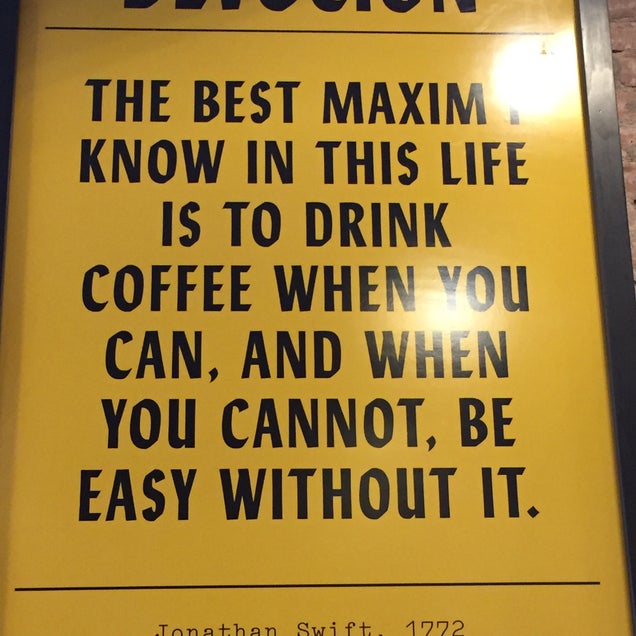 DEVOCIÓN
THE BEST MAXIM I
KNOW IN THIS LIFE
IS TO DRINK
COFFEE WHEN YOU
CAN, AND WHEN
YOU CANNOT, BE
EASY WITHOUT IT.
Jonathan Swift, 1772